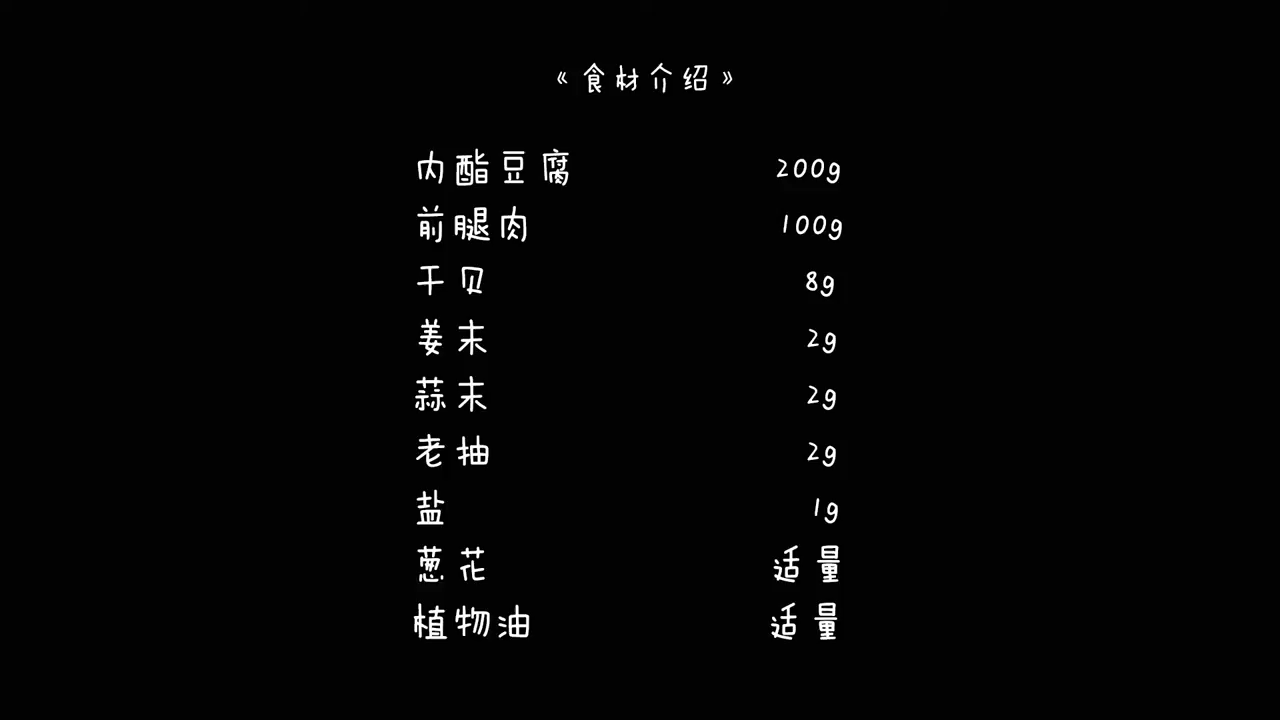 《食材介绍》
内酯豆腐 200g
前腿肉 100g
干贝 8g
姜末 2g
蒜末 2g
老抽 2g
盐 1g
葱花 适量
植物油 适量